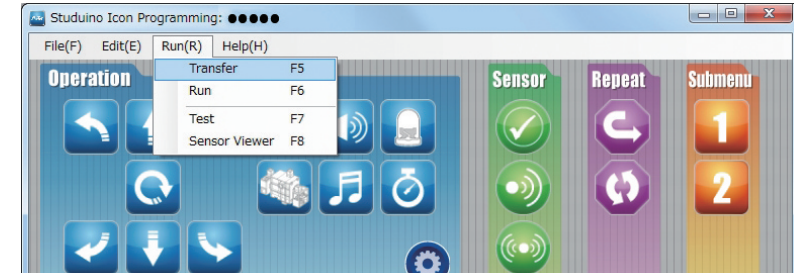 Studuino Icon Programming: ●●●●●
File(F) Edit(E) Run(R) Help(H)
Transfer F5
Run F6
Test F7
Sensor Viewer F8
Operation
Sensor
Repeat
Submenu
1
2